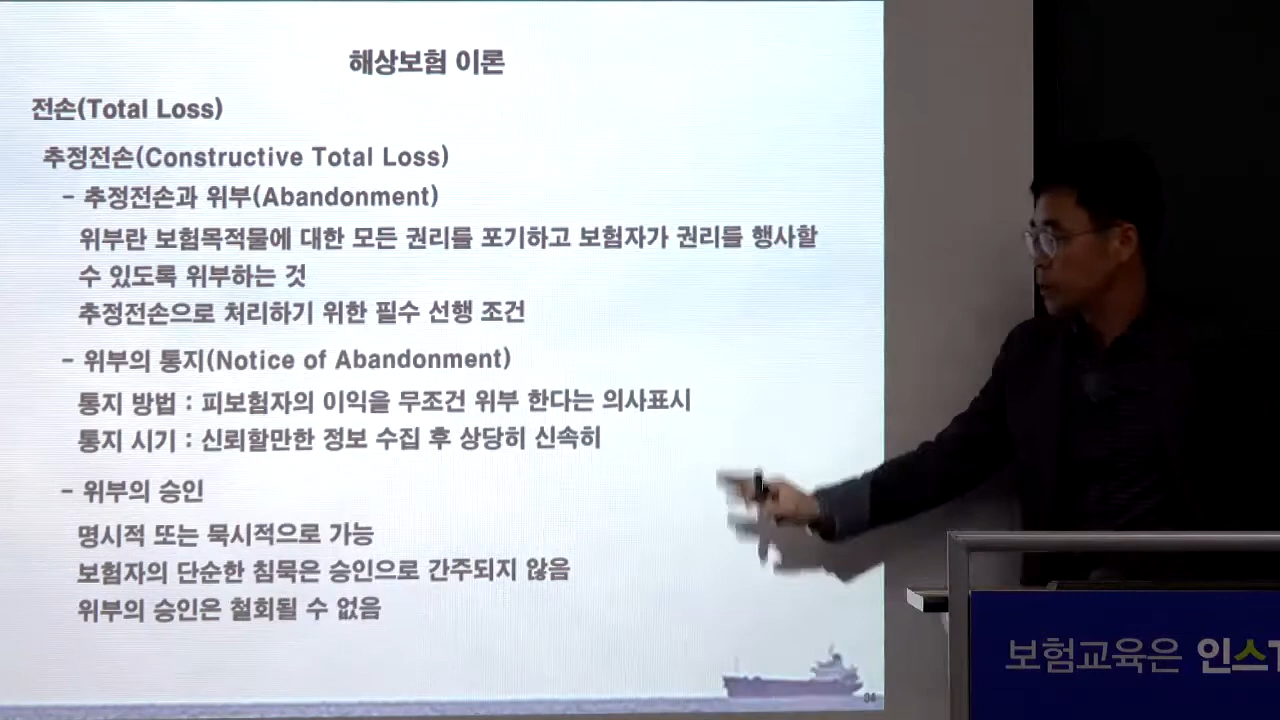 해상보험 이론
전손(Total Loss)
추정전손(Constructive Total Loss)
- 추정전손과 위부(Abandonment)
위부란 보험목적물에 대한 모든 권리를 포기하고 보험자가 권리를 행사할
수 있도록 위부하는 것
추정전손으로 처리하기 위한 필수 선행 조건
- 위부의 통지(Notice of Abandonment)
통지 방법 : 피보험자의 이익을 무조건 위부 한다는 의사표시
통지 시기 : 신뢰할만한 정보 수집 후 상당히 신속히
- 위부의 승인
명시적 또는 묵시적으로 가능
보험자의 단순한 침묵은 승인으로 간주되지 않음
위부의 승인은 철회될 수 없음
보험교육은 인스